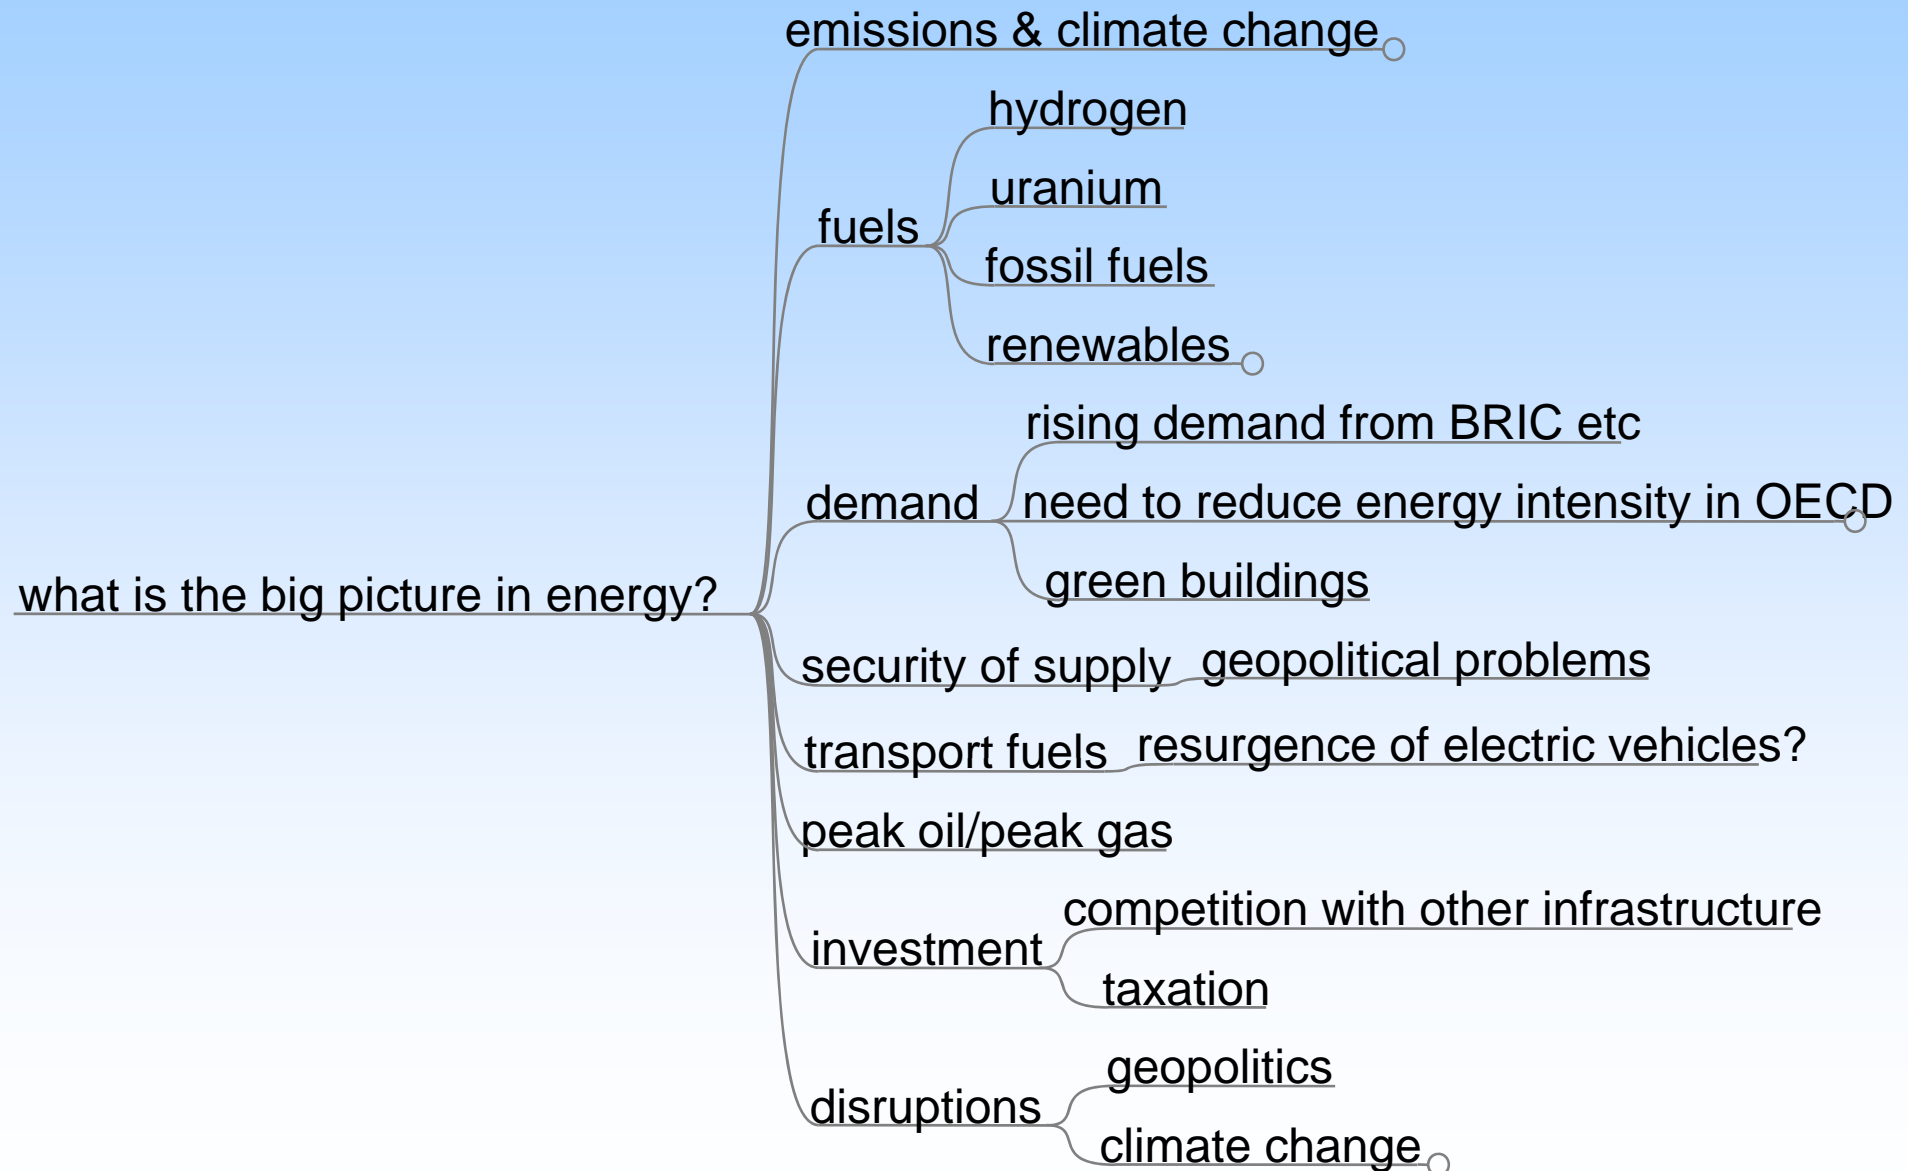 emissions & climate change
hydrogen
uranium
fuels
fossil fuels
renewables
rising demand from BRIC etc
demand
need to reduce energy intensity in OECD
green buildings
what is the big picture in energy?
security of supply
geopolitical problems
transport fuels
resurgence of electric vehicles?
peak oil/peak gas
competition with other infrastructure
investment
taxation
geopolitics
disruptions
climate change